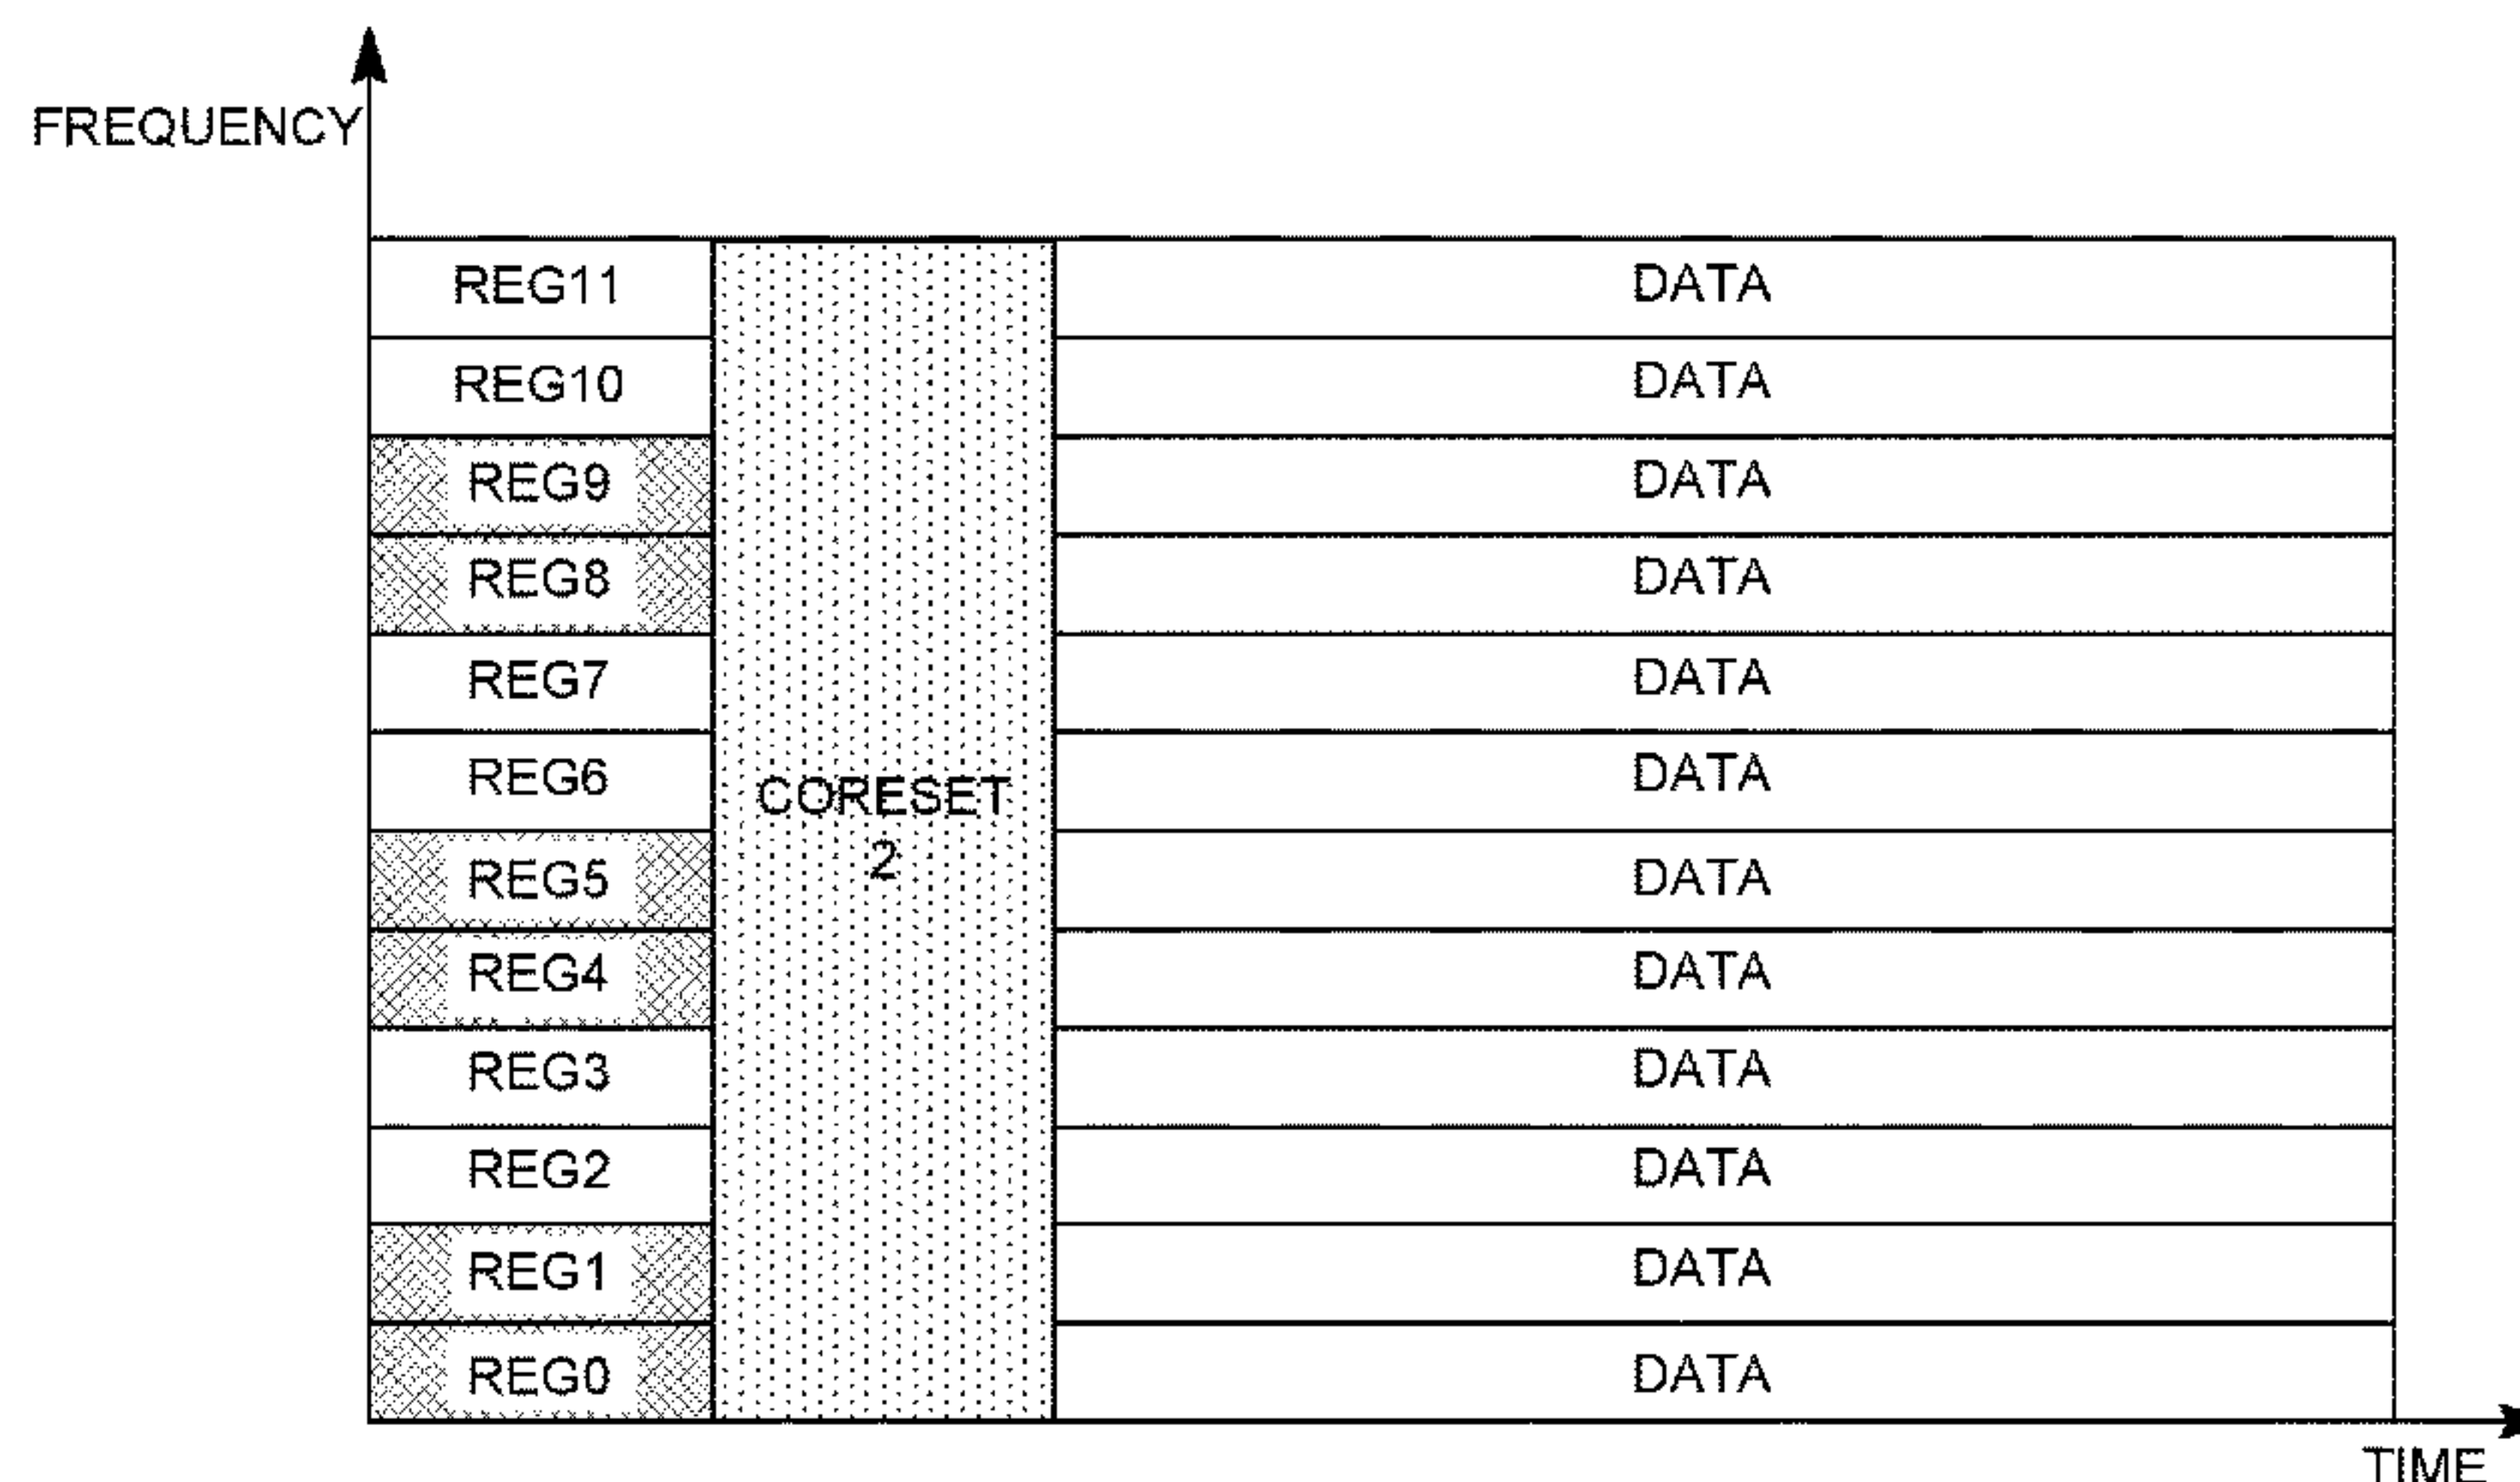 FREQUENCY
REG11 DATA
REG10 DATA
REG9 DATA
REG8 DATA
REG7 DATA
REG6 DATA
CORESET
2
REG5 DATA
REG4 DATA
REG3 DATA
REG2 DATA
REG1 DATA
REG0 DATA
TIME